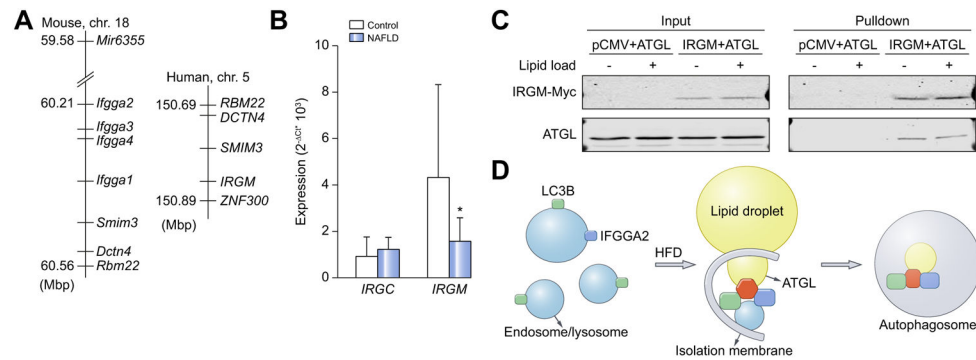 A
Mouse, chr. 18
59.58
Mir6355
60.21
Ifgga2
Ifgga3
Ifgga4
Ifgga1
Smim3
Dctn4
60.56
Rbm22
(Mbp)
Human, chr. 5
150.69
RBM22
DCTN4
SMIM3
IRGM
150.89
ZNF300
(Mbp)
B
Control
NAFLD
Expression (2-ΔCt* 10³)
10
8
6
4
2
0
*
IRGC
IRGM
C
Input
Pulldown
pCMV+ATGL IRGM+ATGL
pCMV+ATGL IRGM+ATGL
Lipid load - + - + - + - +
IRGM-Myc
ATGL
D
LC3B
IFGGA2
Endosome/lysosome
HFD
Lipid droplet
ATGL
Isolation membrane
Autophagosome